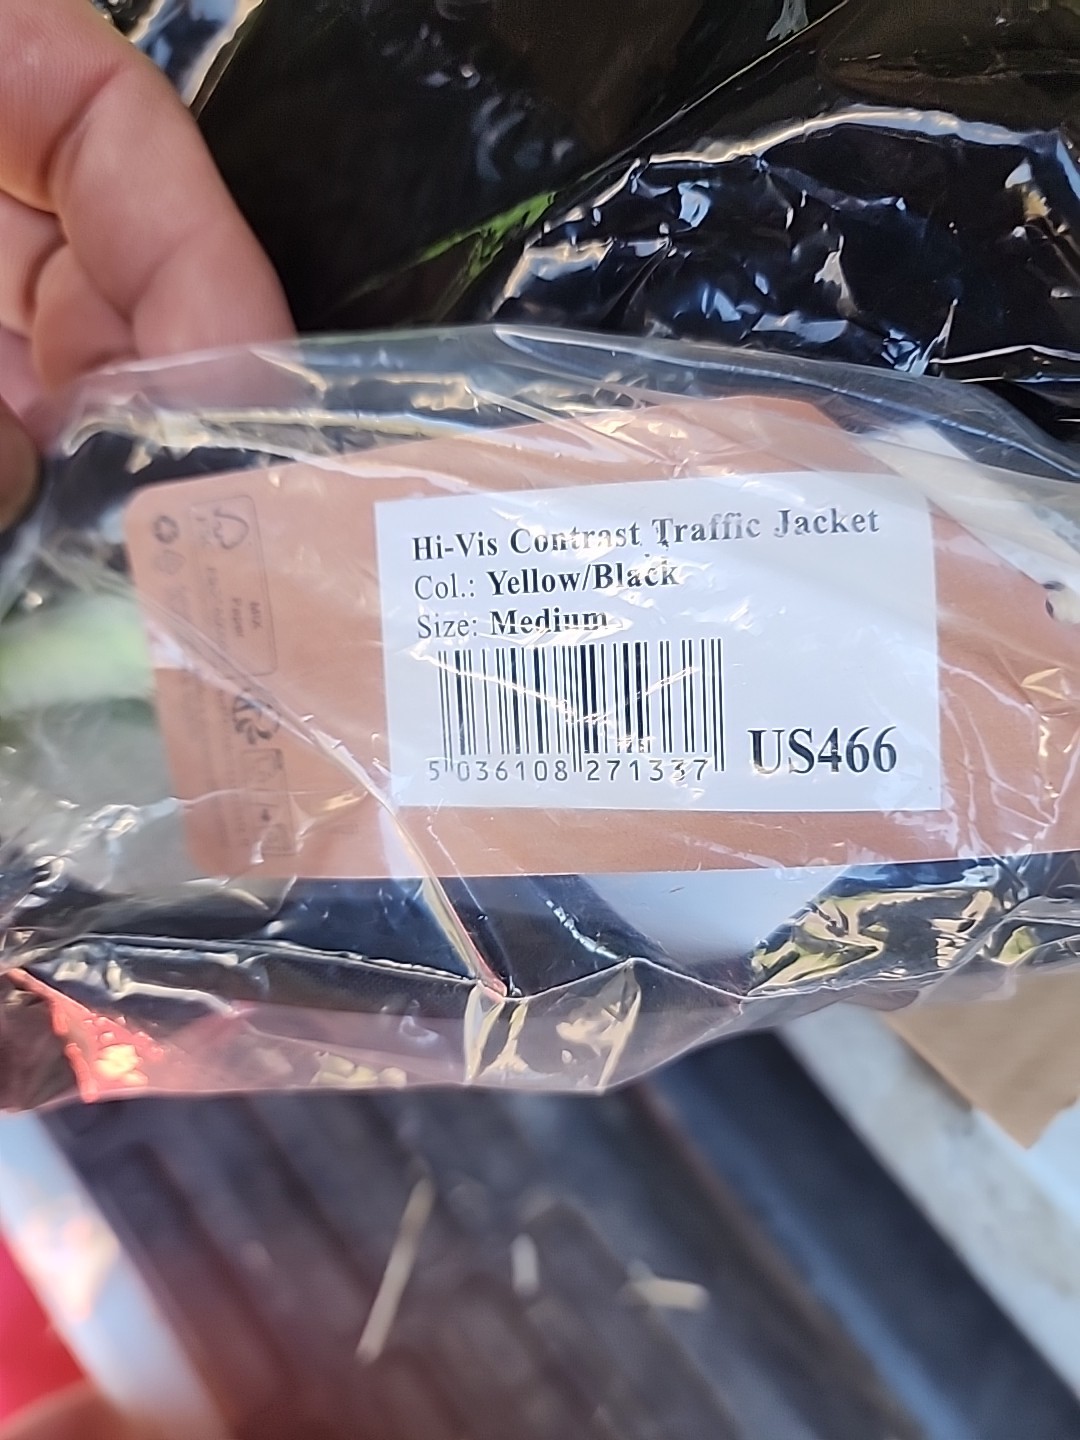 Hi-Vis Contrast Traffic Jacket
Col.: Yellow/Black
Size: Medium
5 036108 271337
US466